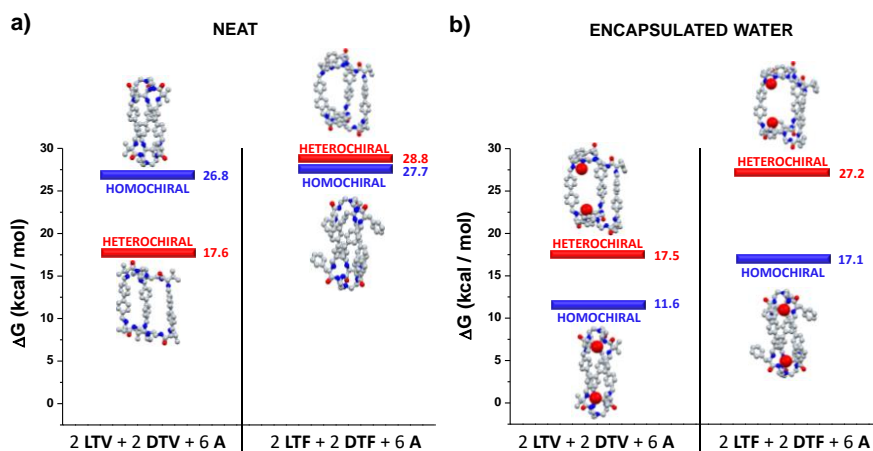 a)
NEAT
ΔG (kcal / mol)
30
25
20
15
10
5
0
26.8
HOMOCHIRAL
HETEROCHIRAL
17.6
HETEROCHIRAL
28.8
27.7
HOMOCHIRAL
2 LTV + 2 DTV + 6 A
2 LTF + 2 DTF + 6 A
b)
ENCAPSULATED WATER
ΔG (kcal / mol)
30
25
20
15
10
5
0
HETEROCHIRAL
17.5
11.6
HOMOCHIRAL
HETEROCHIRAL
27.2
17.1
HOMOCHIRAL
2 LTV + 2 DTV + 6 A
2 LTF + 2 DTF + 6 A